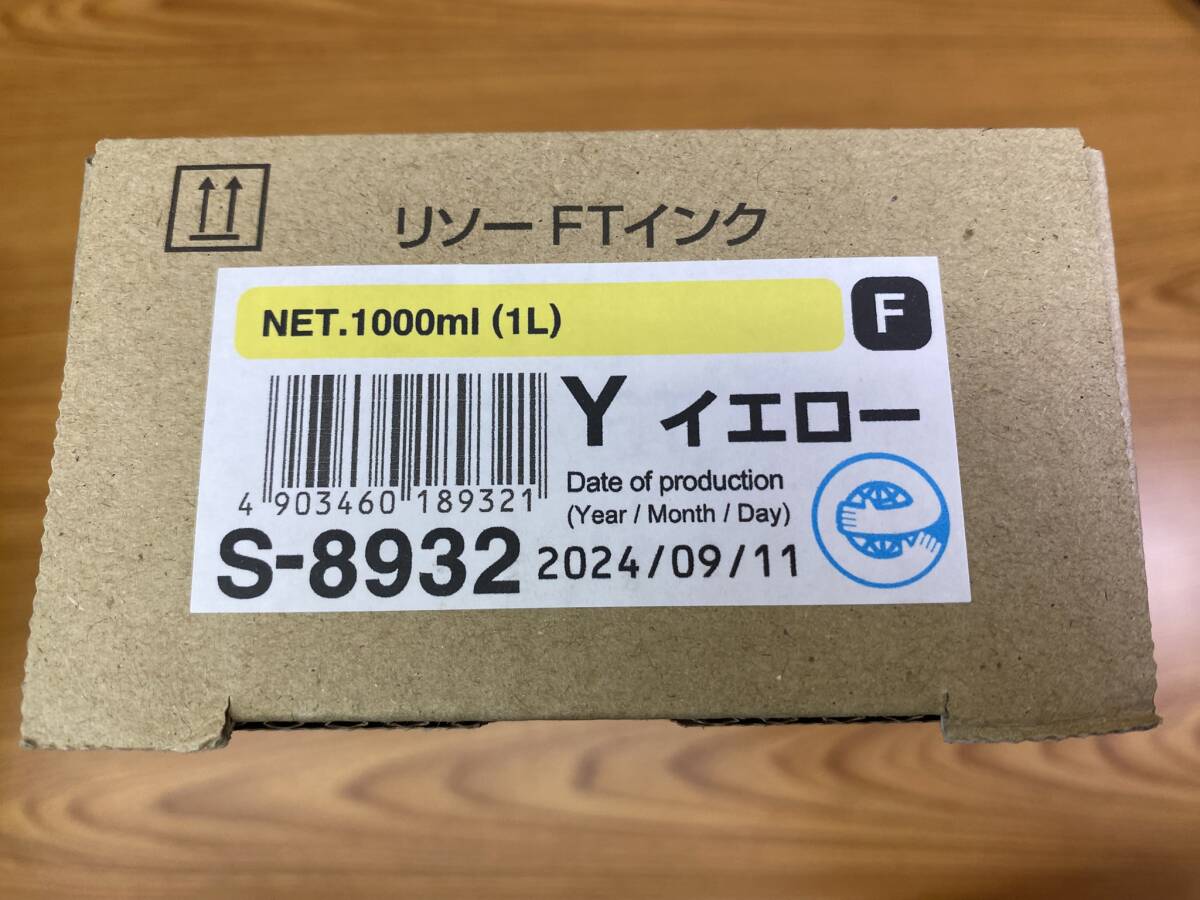 リソー FTインク
NET.1000ml (1L)
F
Y イエロー
4 903460 189321
Date of production
(Year / Month / Day)
S-8932
2024/09/11